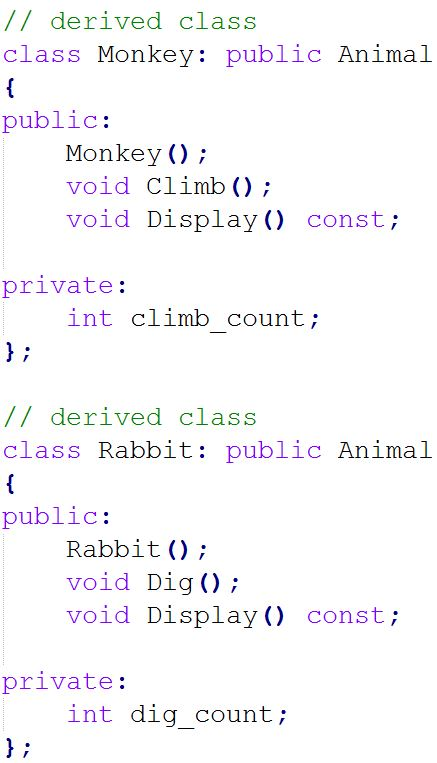 // derived class
class Monkey: public Animal
{
public:
    Monkey();
    void Climb();
    void Display() const;
private:
    int climb_count;
};
// derived class
class Rabbit: public Animal
{
public:
    Rabbit();
    void Dig();
    void Display() const;
private:
    int dig_count;
};